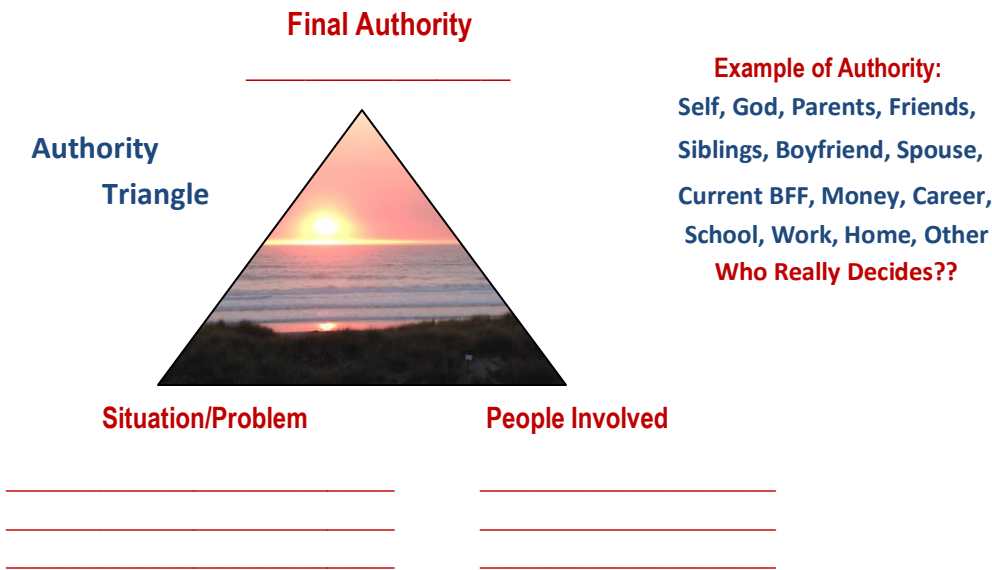 Final Authority
____________________
Authority
Triangle
Example of Authority:
Self, God, Parents, Friends,
Siblings, Boyfriend, Spouse,
Current BFF, Money, Career,
School, Work, Home, Other
Who Really Decides??
Situation/Problem
People Involved